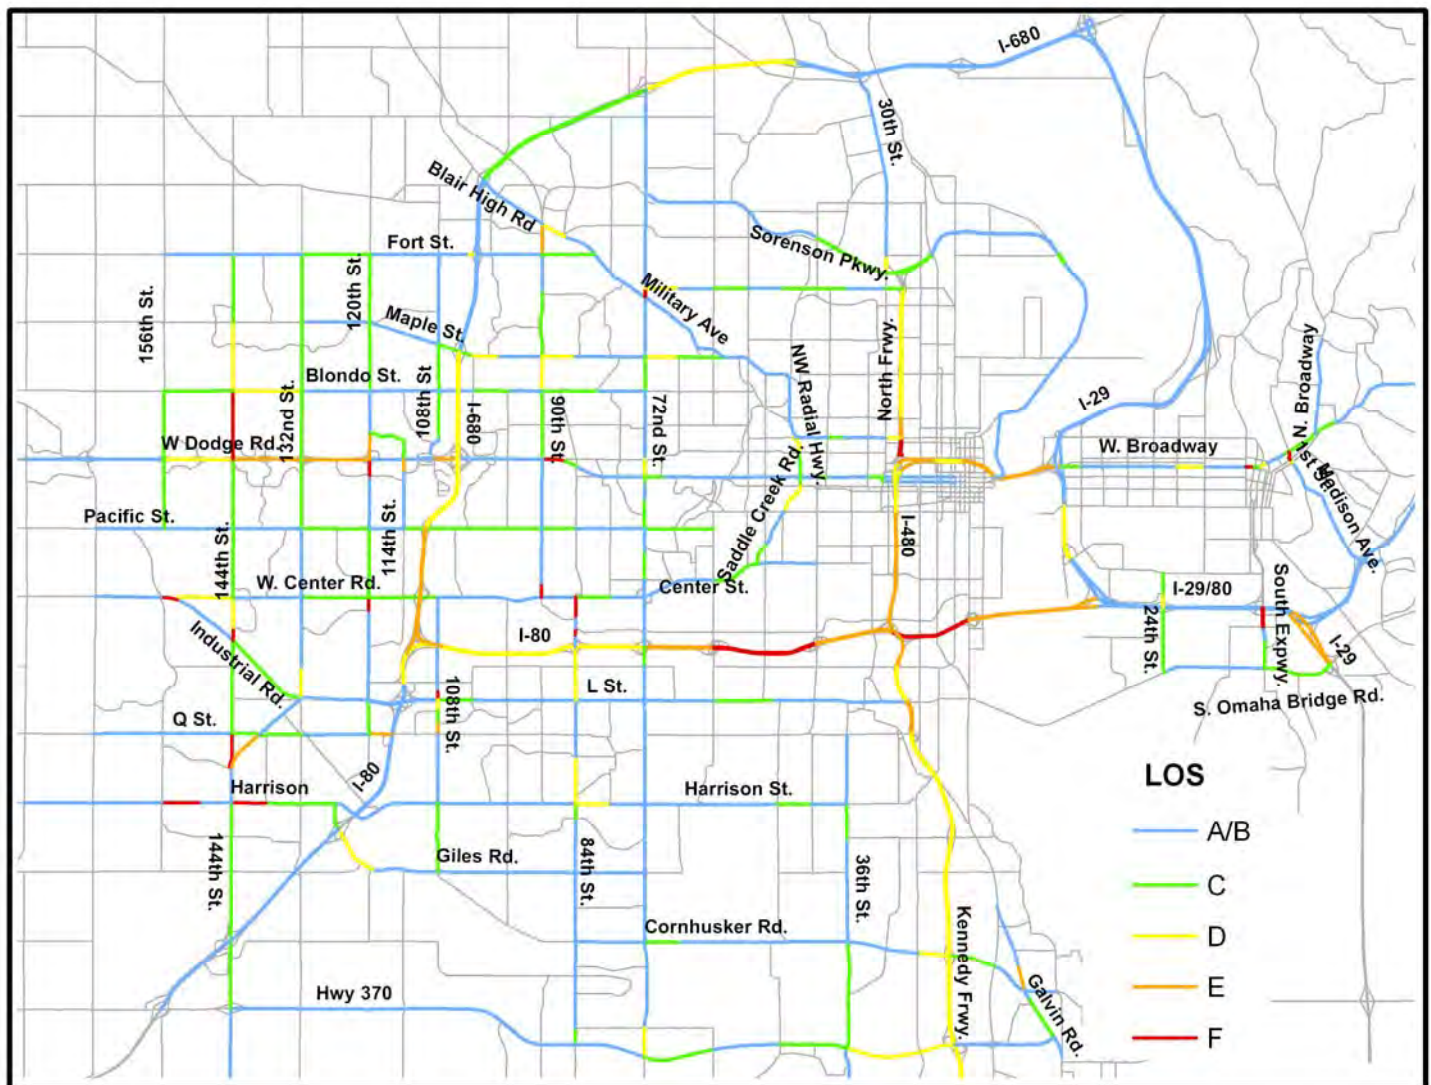 I-680
30th St.
Blair High Rd
Fort St.
Sorenson Pkwy.
120th St.
156th St.
Military Ave
Maple St.
NW Radial Hwy.
North Frwy.
N. Broadway
Blondo St.
108th St
132nd St.
I-680
90th St.
72nd St.
I-29
W Dodge Rd.
W. Broadway
1st St.
Madison Ave.
Saddle Creek Rd.
Pacific St.
114th St.
I-480
144th St.
W. Center Rd.
Center St.
I-29/80
South Expwy.
24th St.
I-80
I-29
Industrial Rd.
L St.
108th St.
S. Omaha Bridge Rd.
Q St.
I-80
Harrison
Harrison St.
LOS
A/B
144th St.
Giles Rd.
84th St.
36th St.
C
Cornhusker Rd.
Kennedy Frwy.
D
Hwy 370
Galvin Rd.
E
F